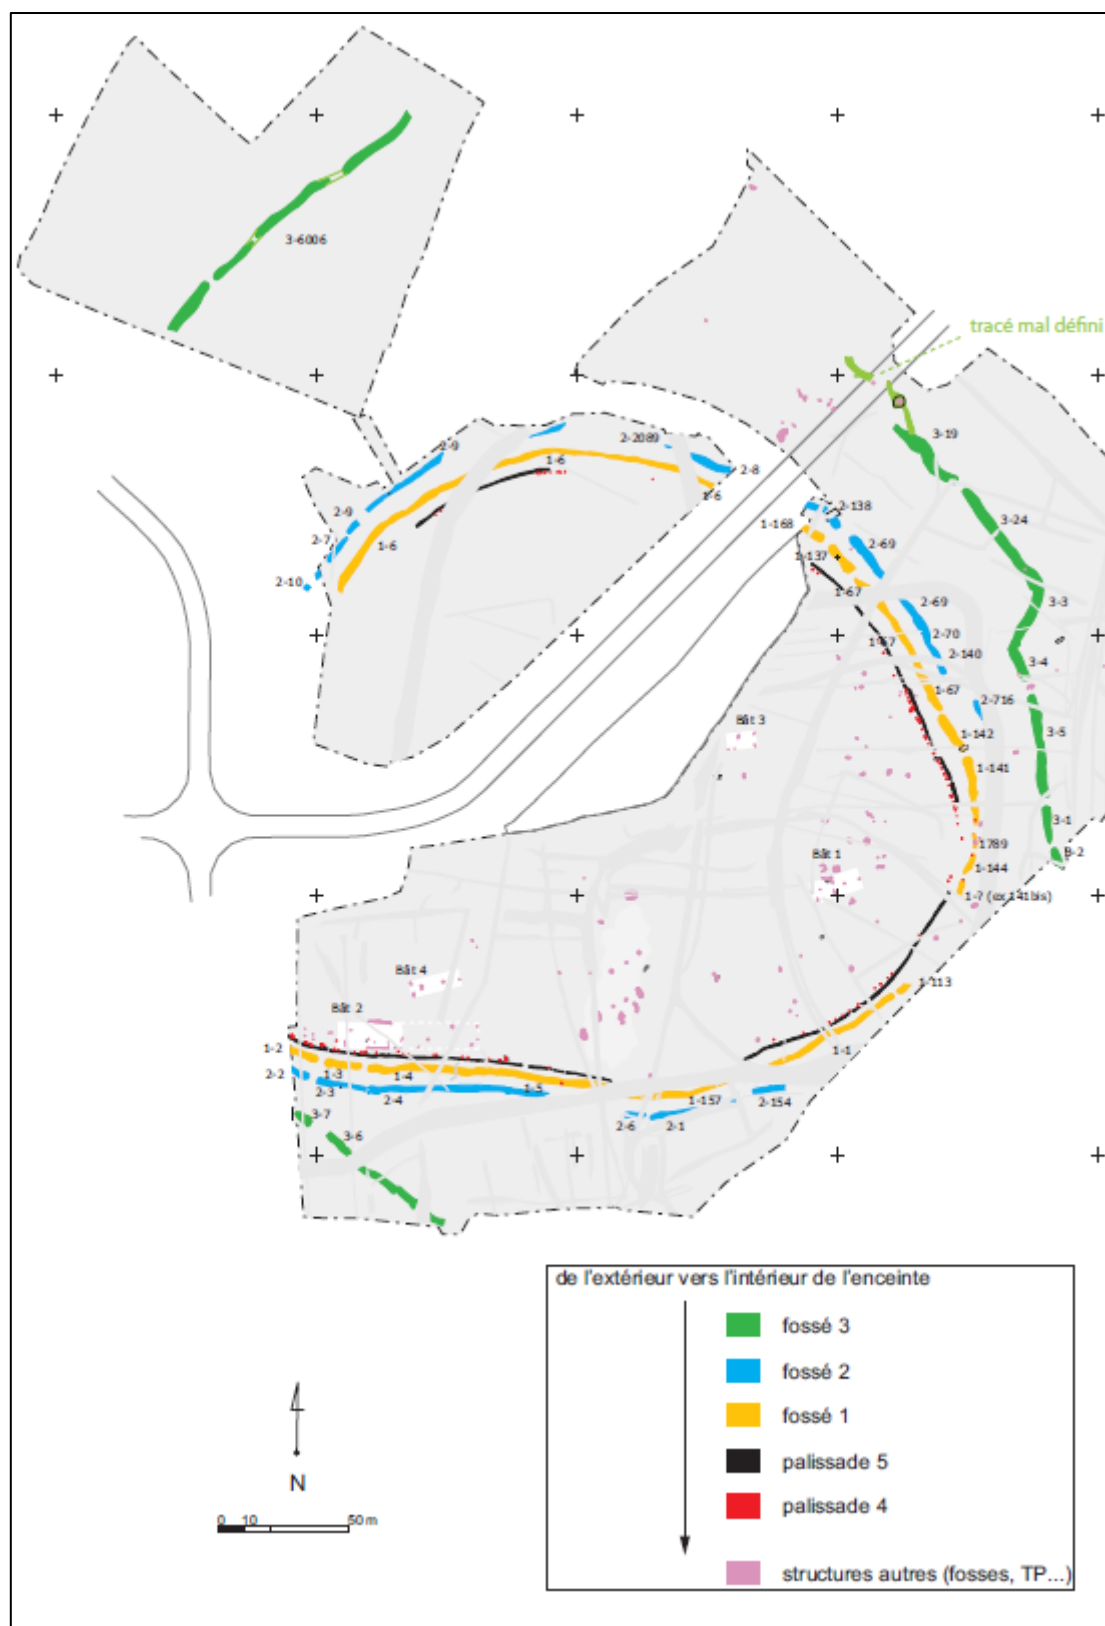 3-6006
tracé mal défini
3-19
2-9
2-2089
1-6
2-8
1-6
3-24
2-9
2-138
1-168
2-7
1-6
2-69
1-137
2-10
1-67
3-3
2-69
1-67
2-70
2-140
3-4
1-67
2-716
Bât 3
1-142
3-5
1-141
3-1
1789
B-2
Bât 1
1-144
1-? (ex 141bis)
Bât 4
1-113
Bât 2
1-2
1-1
2-2
1-3
1-4
1-5
2-3
2-4
1-157
2-154
3-7
2-6
2-1
3-6
de l'extérieur vers l'intérieur de l'enceinte
fossé 3
fossé 2
fossé 1
palissade 5
palissade 4
structures autres (fosses, TP...)
N
0 10 50 m